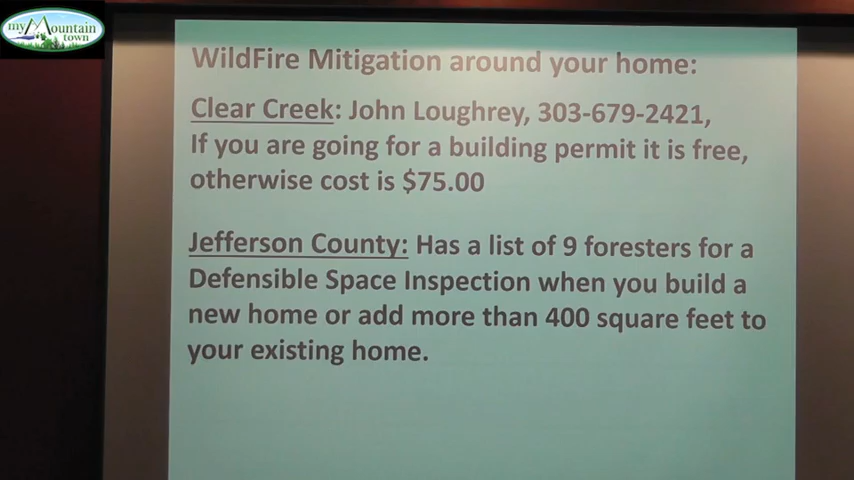 my Mountain
town
WildFire Mitigation around your home:
Clear Creek: John Loughrey, 303-679-2421,
If you are going for a building permit it is free,
otherwise cost is $75.00
Jefferson County: Has a list of 9 foresters for a
Defensible Space Inspection when you build a
new home or add more than 400 square feet to
your existing home.